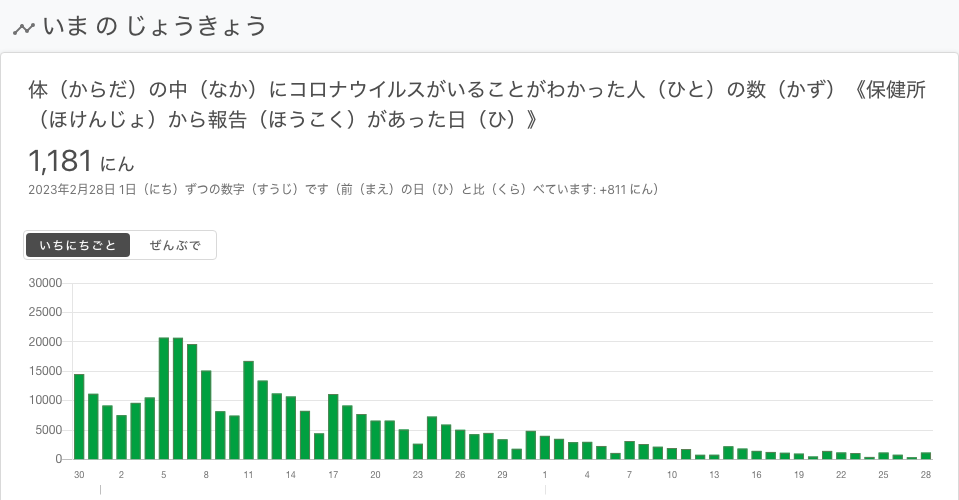 いまのじょうきょう
体（からだ）の中（なか）にコロナウイルスがいることがわかった人（ひと）の数（かず）《保健所
（ほけんじょ）から報告（ほうこく）があった日（ひ）》
1,181 にん
2023年2月28日 1日（にち）ずつの数字（すうじ）です（前（まえ）の日（ひ）と比（くら）べています: +811 にん）
いちにちごと ぜんぶで
30000
25000
20000
15000
10000
5000
0
30 2 5 8 11 14 17 20 23 26 29 1 4 7 10 13 16 19 22 25 28